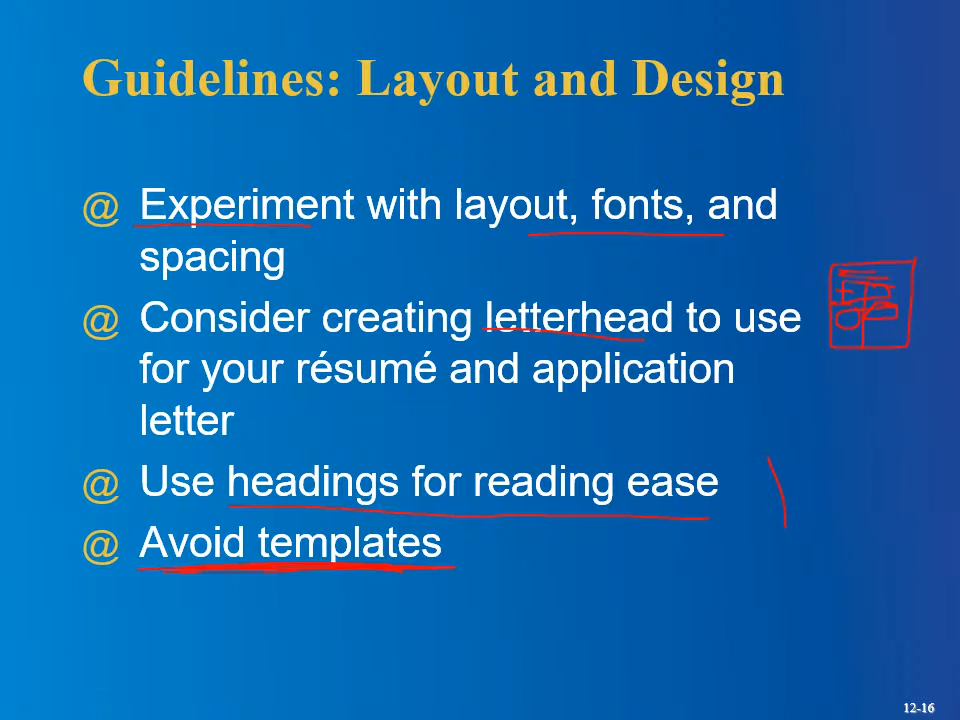 Guidelines: Layout and Design
@ Experiment with layout, fonts, and
spacing
@ Consider creating letterhead to use
for your résumé and application
letter
@ Use headings for reading ease
@ Avoid templates
12-16